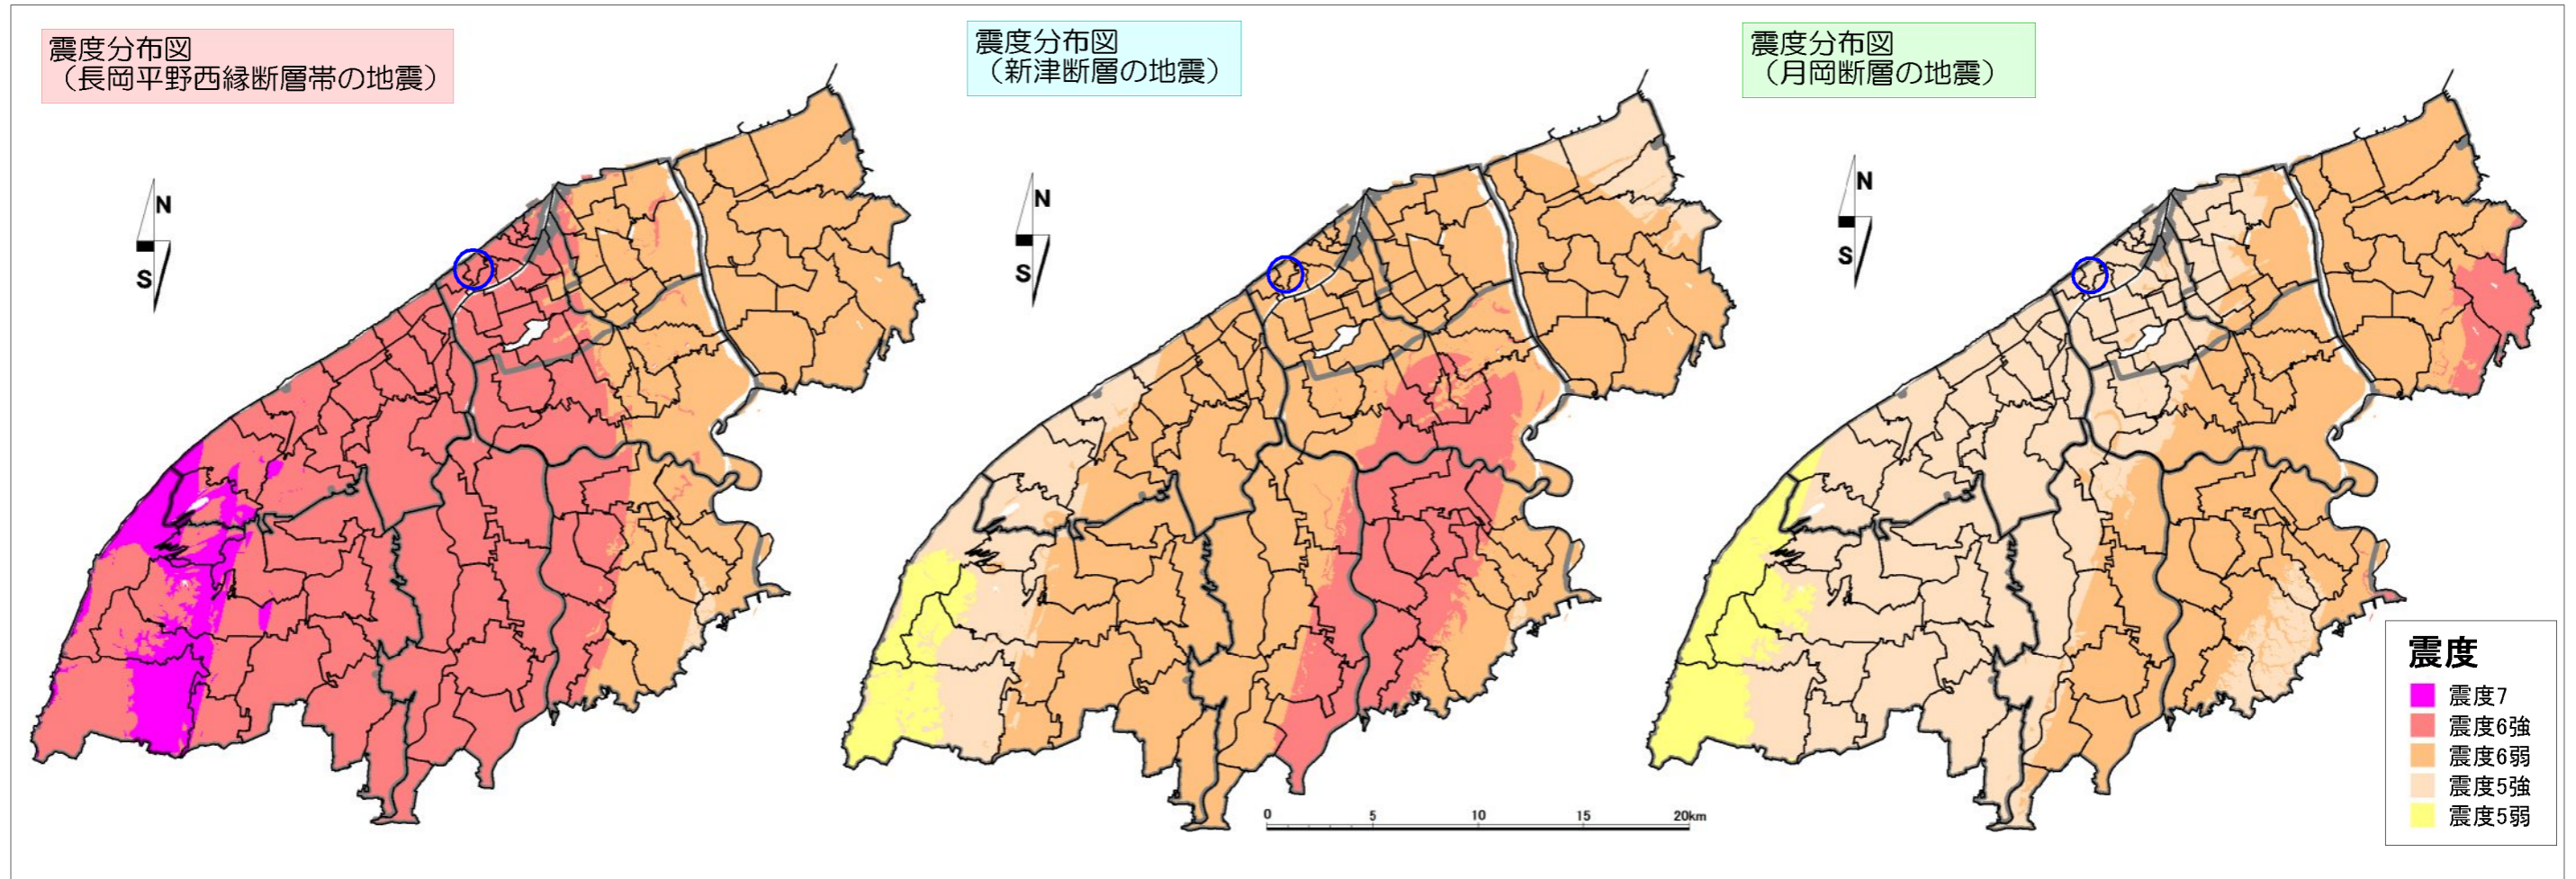 震度分布図
（長岡平野西縁断層帯の地震）
震度分布図
（新津断層の地震）
震度分布図
（月岡断層の地震）
N
S
N
S
N
S
0 5 10 15 20km
震度
震度7
震度6強
震度6弱
震度5強
震度5弱